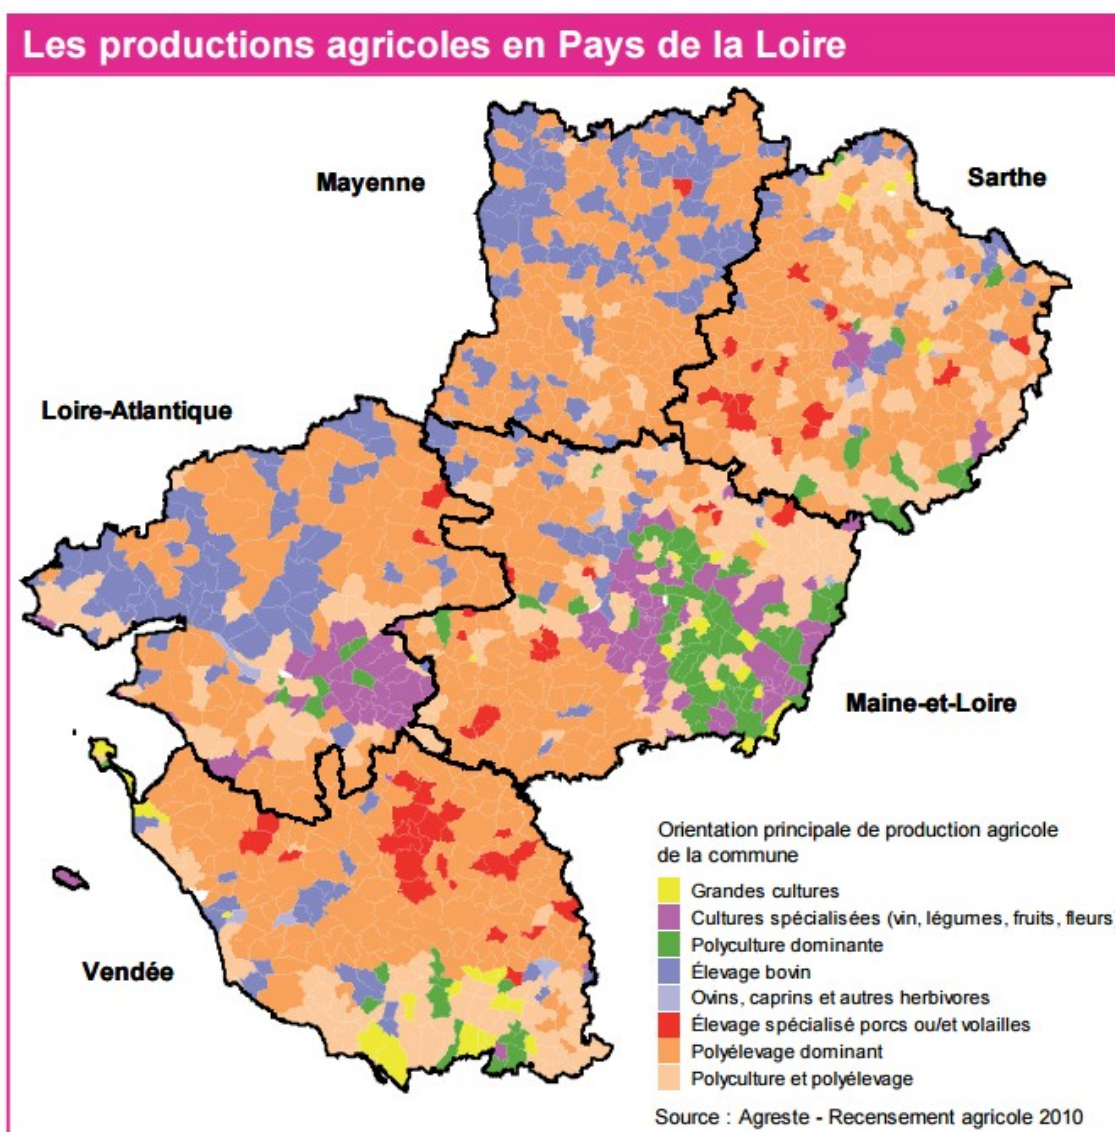 Les productions agricoles en Pays de la Loire
Mayenne
Sarthe
Loire-Atlantique
Maine-et-Loire
Vendée
Orientation principale de production agricole
de la commune
Grandes cultures
Cultures spécialisées (vin, légumes, fruits, fleurs
Polyculture dominante
Élevage bovin
Ovins, caprins et autres herbivores
Élevage spécialisé porcs ou/et volailles
Polyélevage dominant
Polyculture et polyélevage
Source : Agreste - Recensement agricole 2010